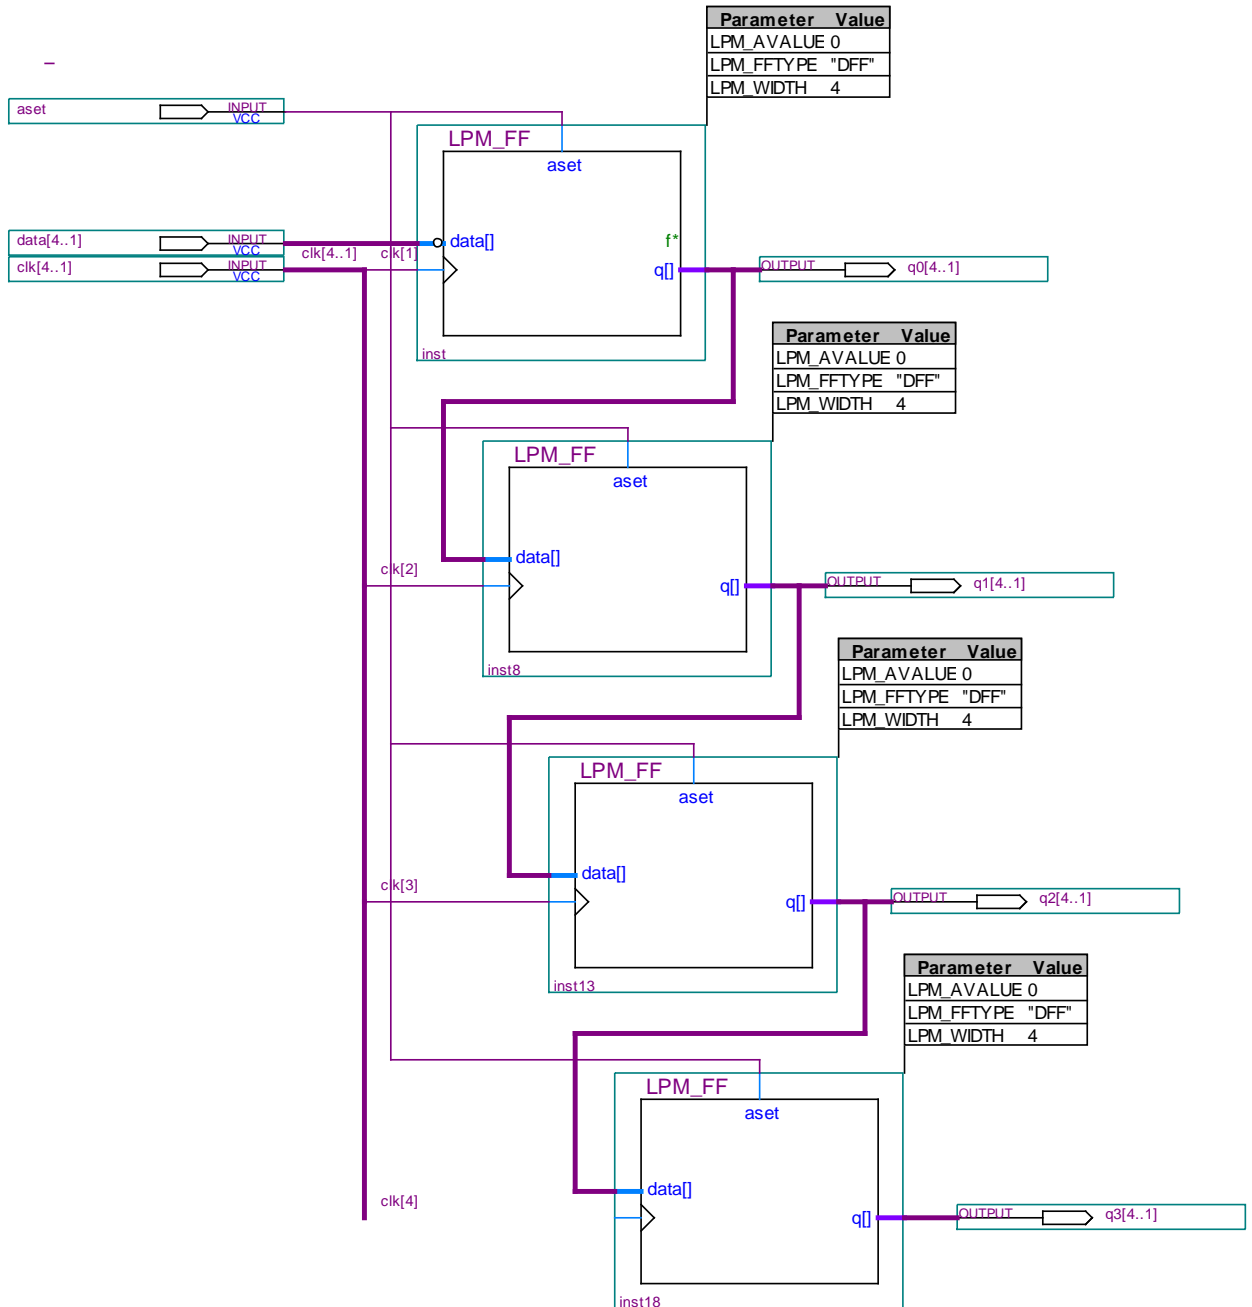 Parameter Value
LPM_AVALUE 0
LPM_FFTYPE "DFF"
LPM_WIDTH 4
aset INPUT
VCC
LPM_FF
aset
data[4..1] INPUT
VCC
clk[4..1] clk[1]
data[]
f*
clk[4..1] INPUT
VCC
q[]
OUTPUT q0[4..1]
inst
Parameter Value
LPM_AVALUE 0
LPM_FFTYPE "DFF"
LPM_WIDTH 4
LPM_FF
aset
data[]
clk[2]
q[]
OUTPUT q1[4..1]
inst8
Parameter Value
LPM_AVALUE 0
LPM_FFTYPE "DFF"
LPM_WIDTH 4
LPM_FF
aset
data[]
clk[3]
q[]
OUTPUT q2[4..1]
inst13
Parameter Value
LPM_AVALUE 0
LPM_FFTYPE "DFF"
LPM_WIDTH 4
LPM_FF
aset
data[]
clk[4]
q[]
OUTPUT q3[4..1]
inst18